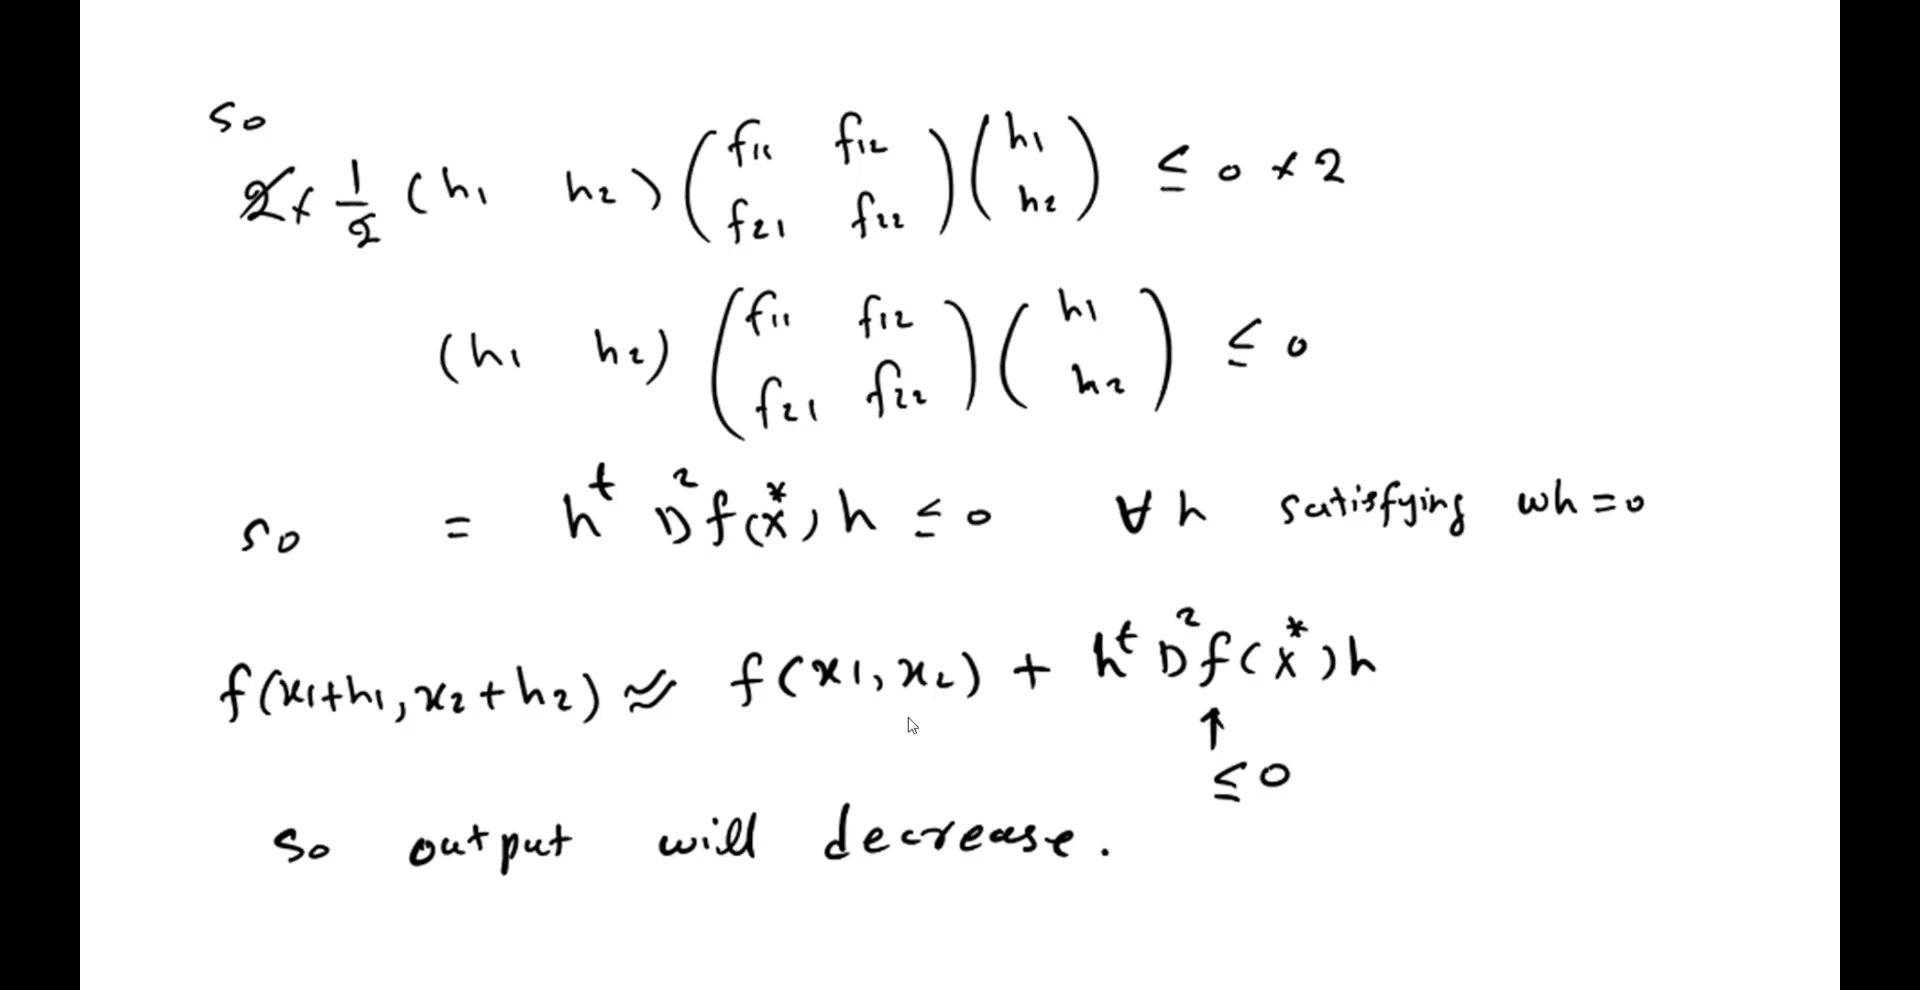 so
2 × 1/2 (h1 h2) (f11 f12 f21 f22) (h1 h2) ≤ 0 × 2
(h1 h2) (f11 f12 f21 f22) (h1 h2) ≤ 0
so = h^t D^2 f(x*) h ≤ 0 ∀ h satisfying wh = 0
f(x1+h1, x2+h2) ≈ f(x1, x2) + h^t D^2 f(x*) h
↑
≤ 0
so output will decrease.